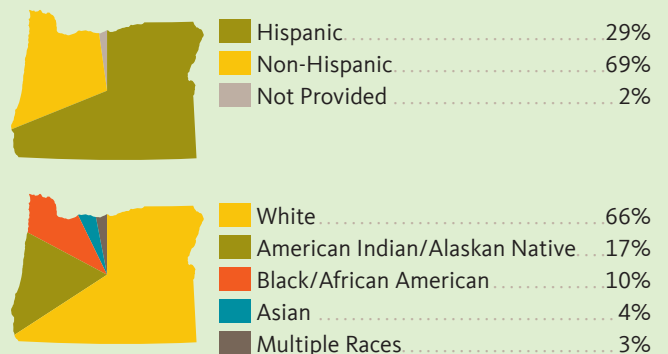 Hispanic 29%
Non-Hispanic 69%
Not Provided 2%
White 66%
American Indian/Alaskan Native 17%
Black/African American 10%
Asian 4%
Multiple Races 3%